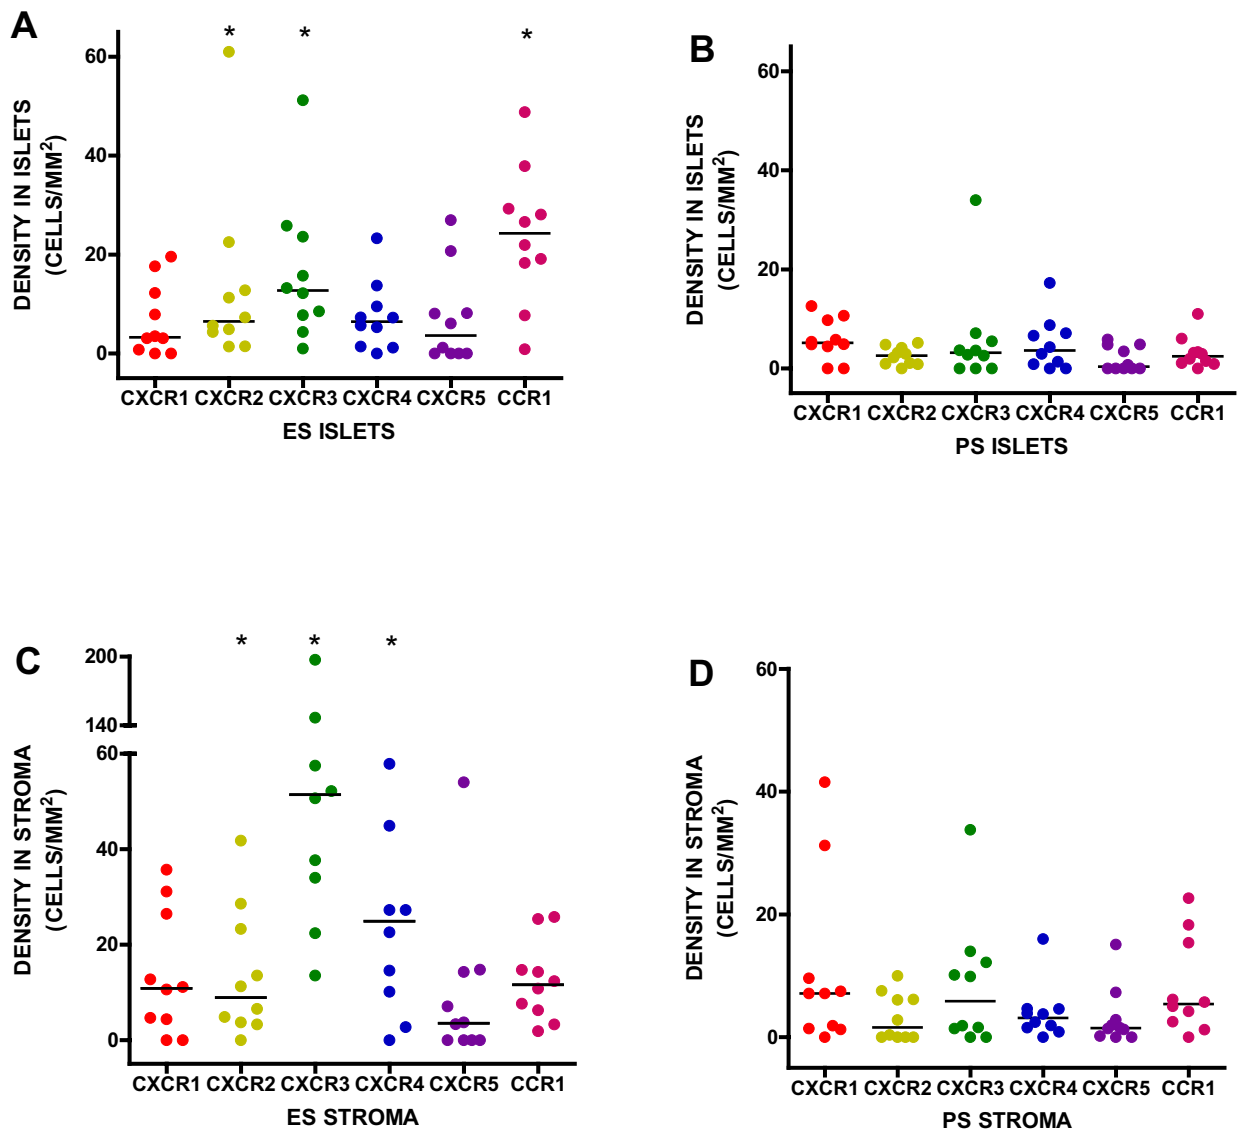 A
* * *
DENSITY IN ISLETS
(CELLS/MM²)
60
40
20
0
CXCR1 CXCR2 CXCR3 CXCR4 CXCR5 CCR1
ES ISLETS
B
DENSITY IN ISLETS
(CELLS/MM²)
60
40
20
0
CXCR1 CXCR2 CXCR3 CXCR4 CXCR5 CCR1
PS ISLETS
C
* * *
DENSITY IN STROMA
(CELLS/MM²)
200
140
60
40
20
0
CXCR1 CXCR2 CXCR3 CXCR4 CXCR5 CCR1
ES STROMA
D
DENSITY IN STROMA
(CELLS/MM²)
60
40
20
0
CXCR1 CXCR2 CXCR3 CXCR4 CXCR5 CCR1
PS STROMA